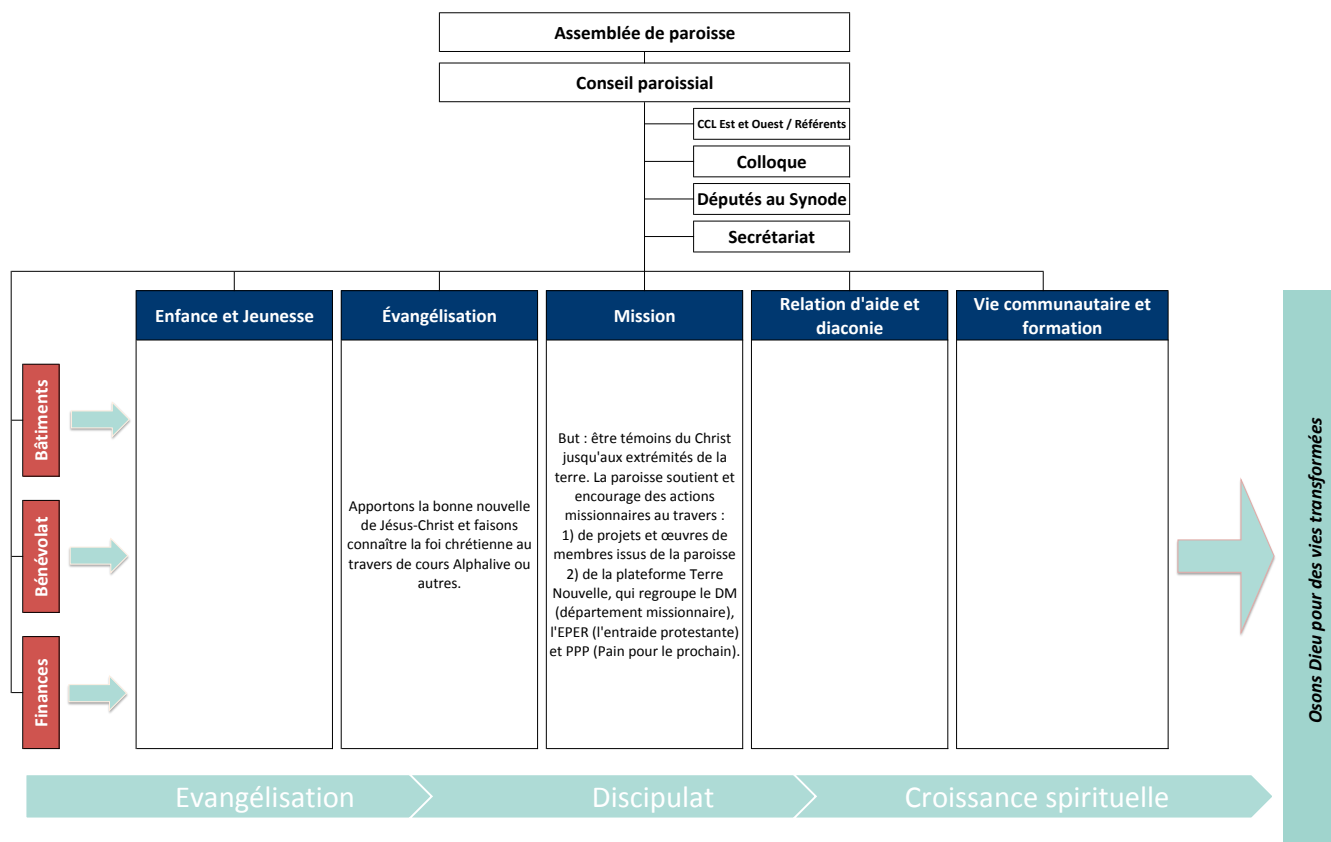 Assemblée de paroisse
Conseil paroissial
CCL Est et Ouest / Référents
Colloque
Députés au Synode
Secrétariat
Enfance et Jeunesse
Évangélisation
Mission
Relation d'aide et
diaconie
Vie communautaire et
formation
Bâtiments
Bénévolat
Finances
Apportons la bonne nouvelle
de Jésus-Christ et faisons
connaître la foi chrétienne au
travers de cours Alphalive ou
autres.
But : être témoins du Christ
jusqu'aux extrémités de la
terre. La paroisse soutient et
encourage des actions
missionnaires au travers :
1) de projets et œuvres de
membres issus de la paroisse
2) de la plateforme Terre
Nouvelle, qui regroupe le DM
(département missionnaire),
l'EPER (l'entraide protestante)
et PPP (Pain pour le prochain).
Osons Dieu pour des vies transformées
Evangélisation
Discipulat
Croissance spirituelle